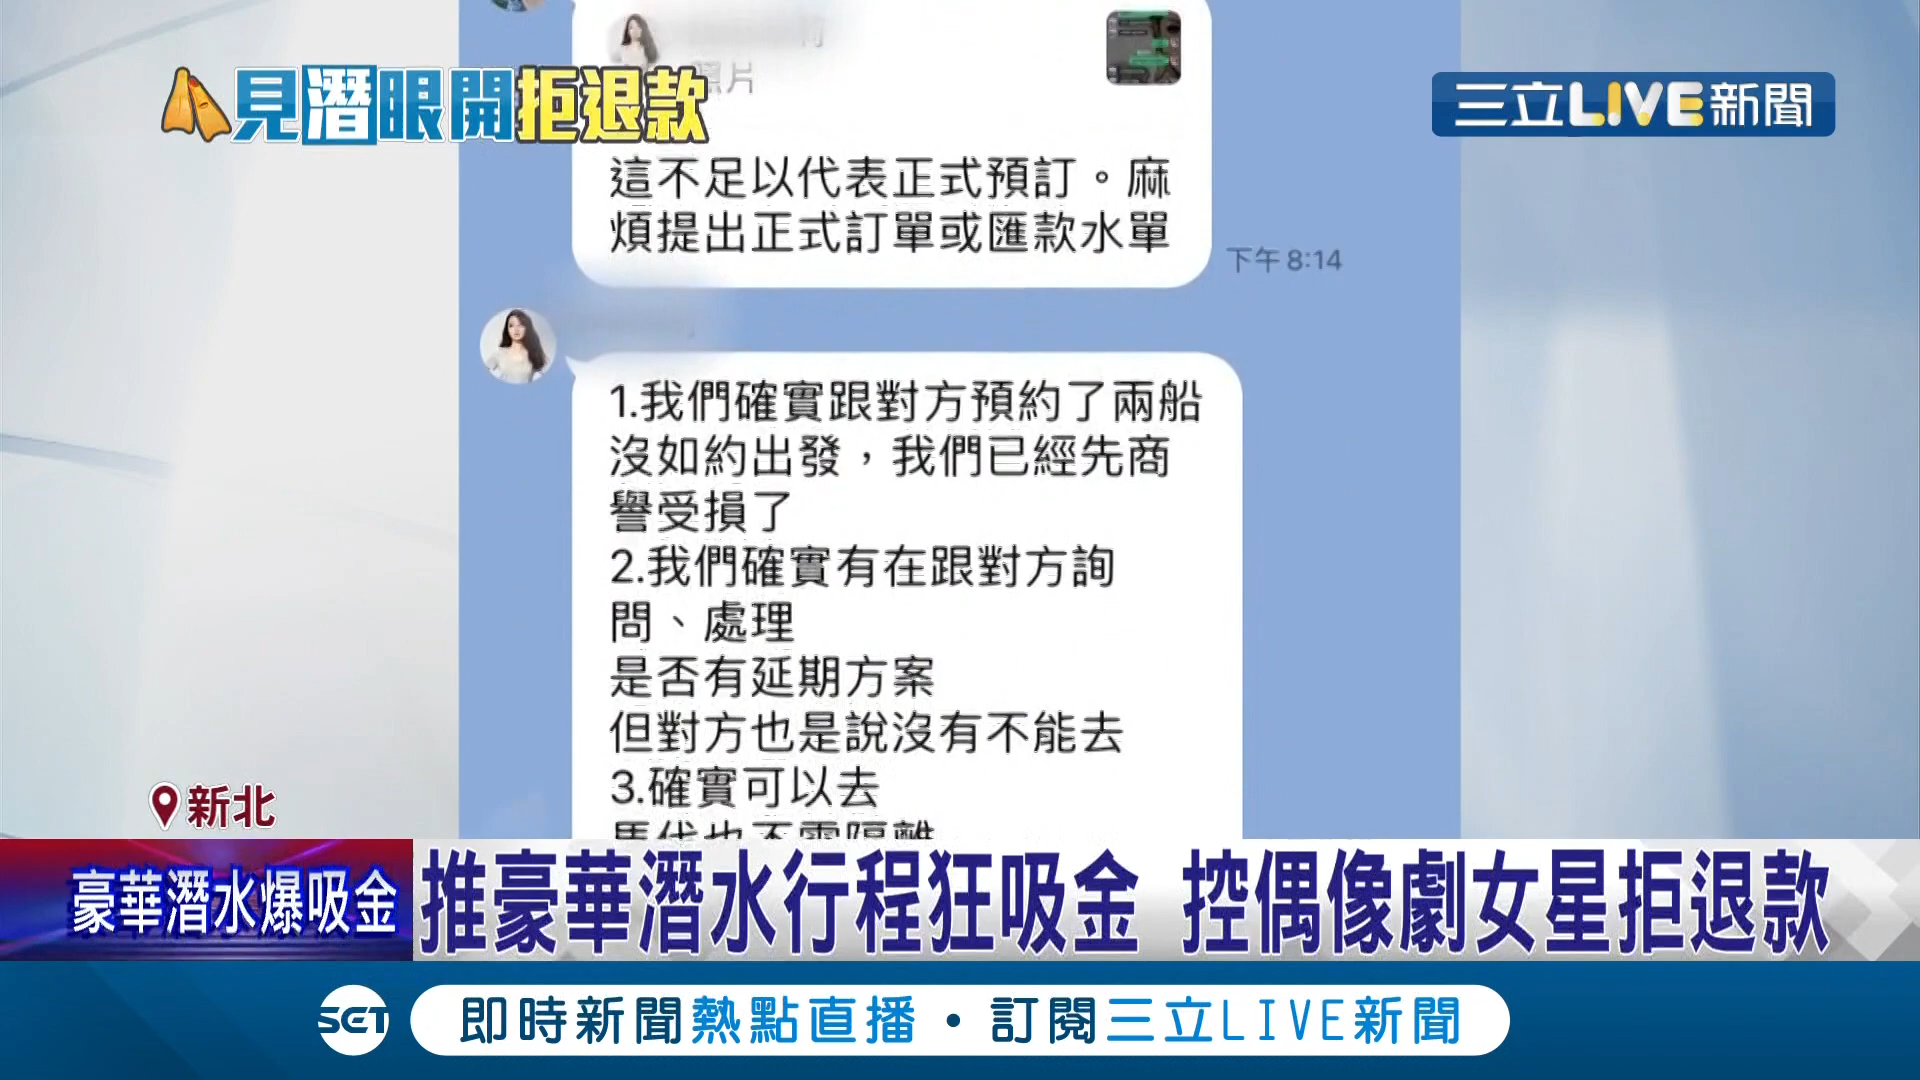 見潛眼開拒退款
三立LIVE新聞
照片
這不足以代表正式預訂。麻
煩提出正式訂單或匯款水單
下午 8:14
1.我們確實跟對方預約了兩船
沒如約出發，我們已經先商
譽受損了
2.我們確實有在跟對方詢
問、處理
是否有延期方案
但對方也是說沒有不能去
3.確實可以去
馬代也不需隔離
新北
豪華潛水爆吸金
推豪華潛水行程狂吸金 控偶像劇女星拒退款
SET
即時新聞熱點直播・訂閱三立LIVE新聞